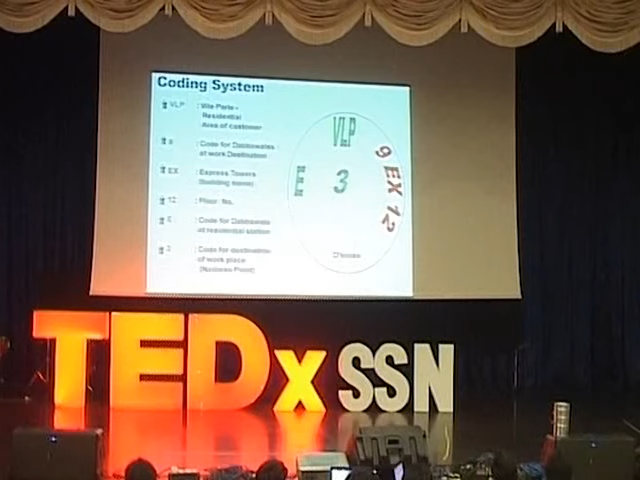 Coding System
VLP : Vile Parle -
Residential
Area of customer
9 : Code for Dabbawalas
at work Destination
EX : Express Towers
(building name)
12 : Floor No.
E : Code for Dabbawala
at residential station
3 : Code for destination
of work place
(Nariman Point)
VLP
E 3 9 EX 12
TEDxSSN